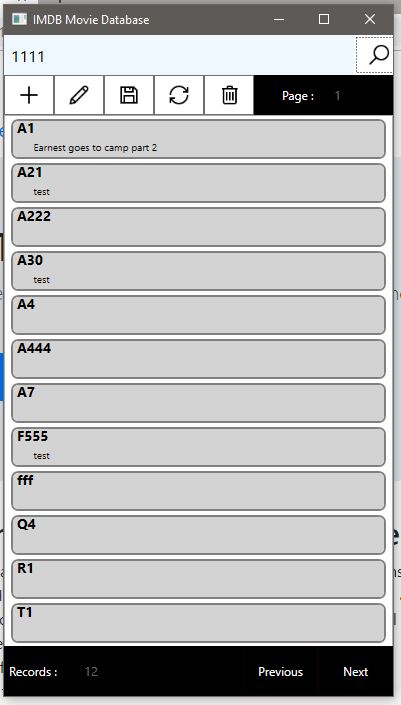 IMDB Movie Database
1111
Page : 1
A1
Earnest goes to camp part 2
A21
test
A222
A30
test
A4
A444
A7
F555
test
fff
Q4
R1
T1
Records : 12 Previous Next